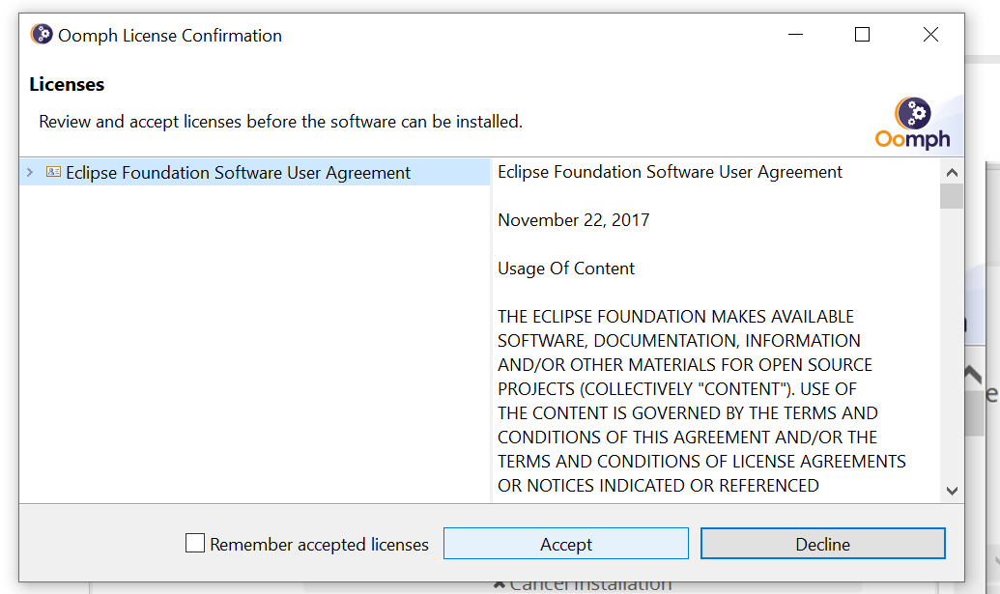 Oomph License Confirmation
Licenses
Review and accept licenses before the software can be installed.
Oomph
Eclipse Foundation Software User Agreement
Eclipse Foundation Software User Agreement
November 22, 2017
Usage Of Content
THE ECLIPSE FOUNDATION MAKES AVAILABLE
SOFTWARE, DOCUMENTATION, INFORMATION
AND/OR OTHER MATERIALS FOR OPEN SOURCE
PROJECTS (COLLECTIVELY "CONTENT"). USE OF
THE CONTENT IS GOVERNED BY THE TERMS AND
CONDITIONS OF THIS AGREEMENT AND/OR THE
TERMS AND CONDITIONS OF LICENSE AGREEMENTS
OR NOTICES INDICATED OR REFERENCED
Remember accepted licenses
Accept
Decline
Cancel Installation